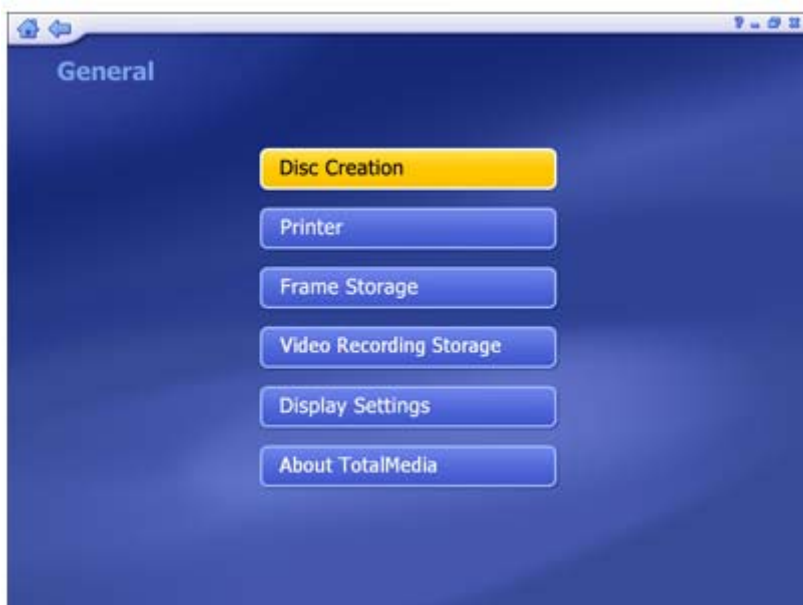 ?
General
Disc Creation
Printer
Frame Storage
Video Recording Storage
Display Settings
About TotalMedia